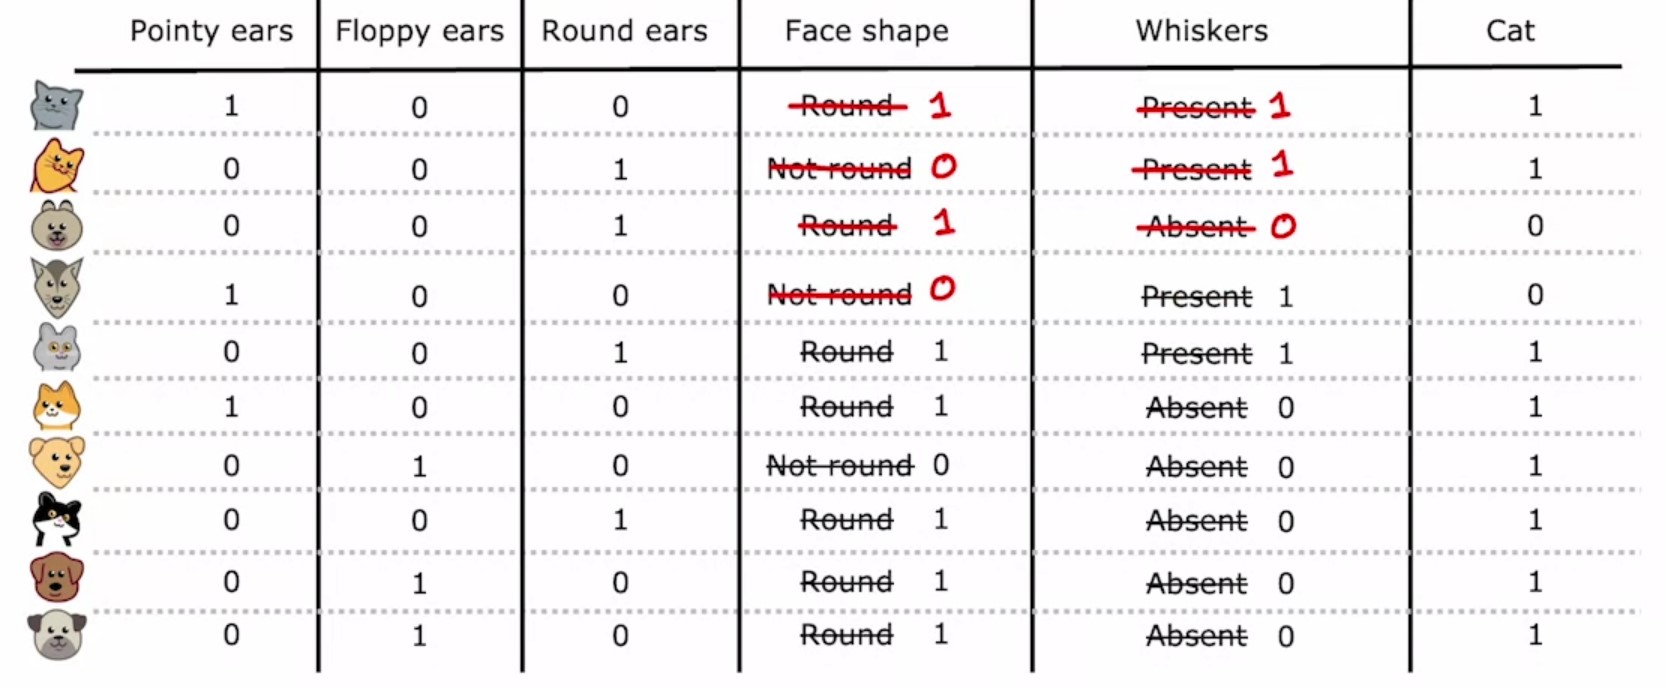 Pointy ears Floppy ears Round ears Face shape Whiskers Cat
1 0 0 Round 1 Present 1 1
0 0 1 Not round 0 Present 1 1
0 0 1 Round 1 Absent 0 0
1 0 0 Not round 0 Present 1 0
0 0 1 Round 1 Present 1 1
1 0 0 Round 1 Absent 0 1
0 1 0 Not round 0 Absent 0 1
0 0 1 Round 1 Absent 0 1
0 1 0 Round 1 Absent 0 1
0 1 0 Round 1 Absent 0 1